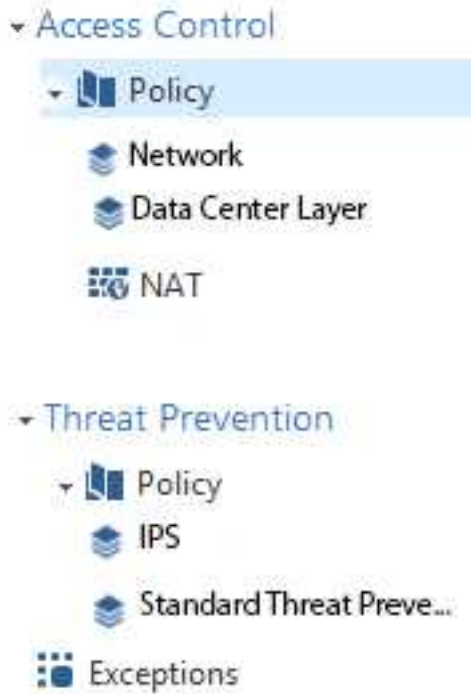 Access Control
Policy
Network
Data Center Layer
NAT
Threat Prevention
Policy
IPS
Standard Threat Preve...
Exceptions